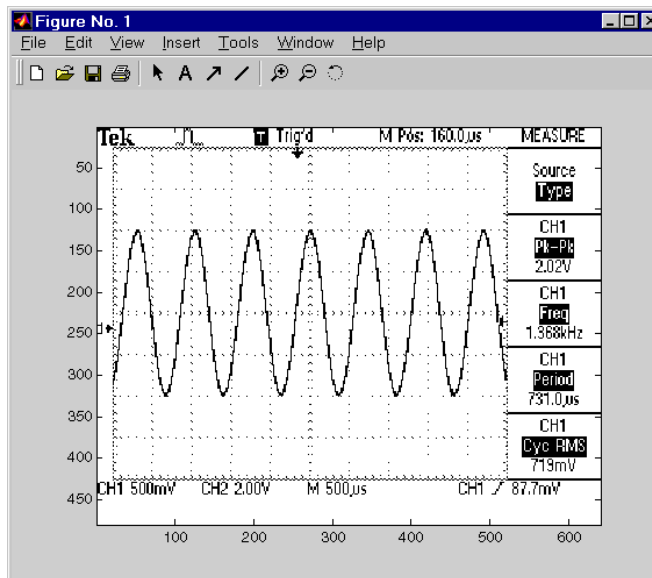 Figure No. 1
File Edit View Insert Tools Window Help
A
Tek T Trig'd M Pos: 160.0µs MEASURE
Source
Type
CH1
Pk-Pk
2.02V
CH1
Freq
1.368kHz
CH1
Period
731.0µs
CH1
Cyc RMS
719mV
50
100
150
200
250
300
350
400
450
1
CH1 500mV CH2 2.00V M 500µs CH1 87.7mV
100 200 300 400 500 600